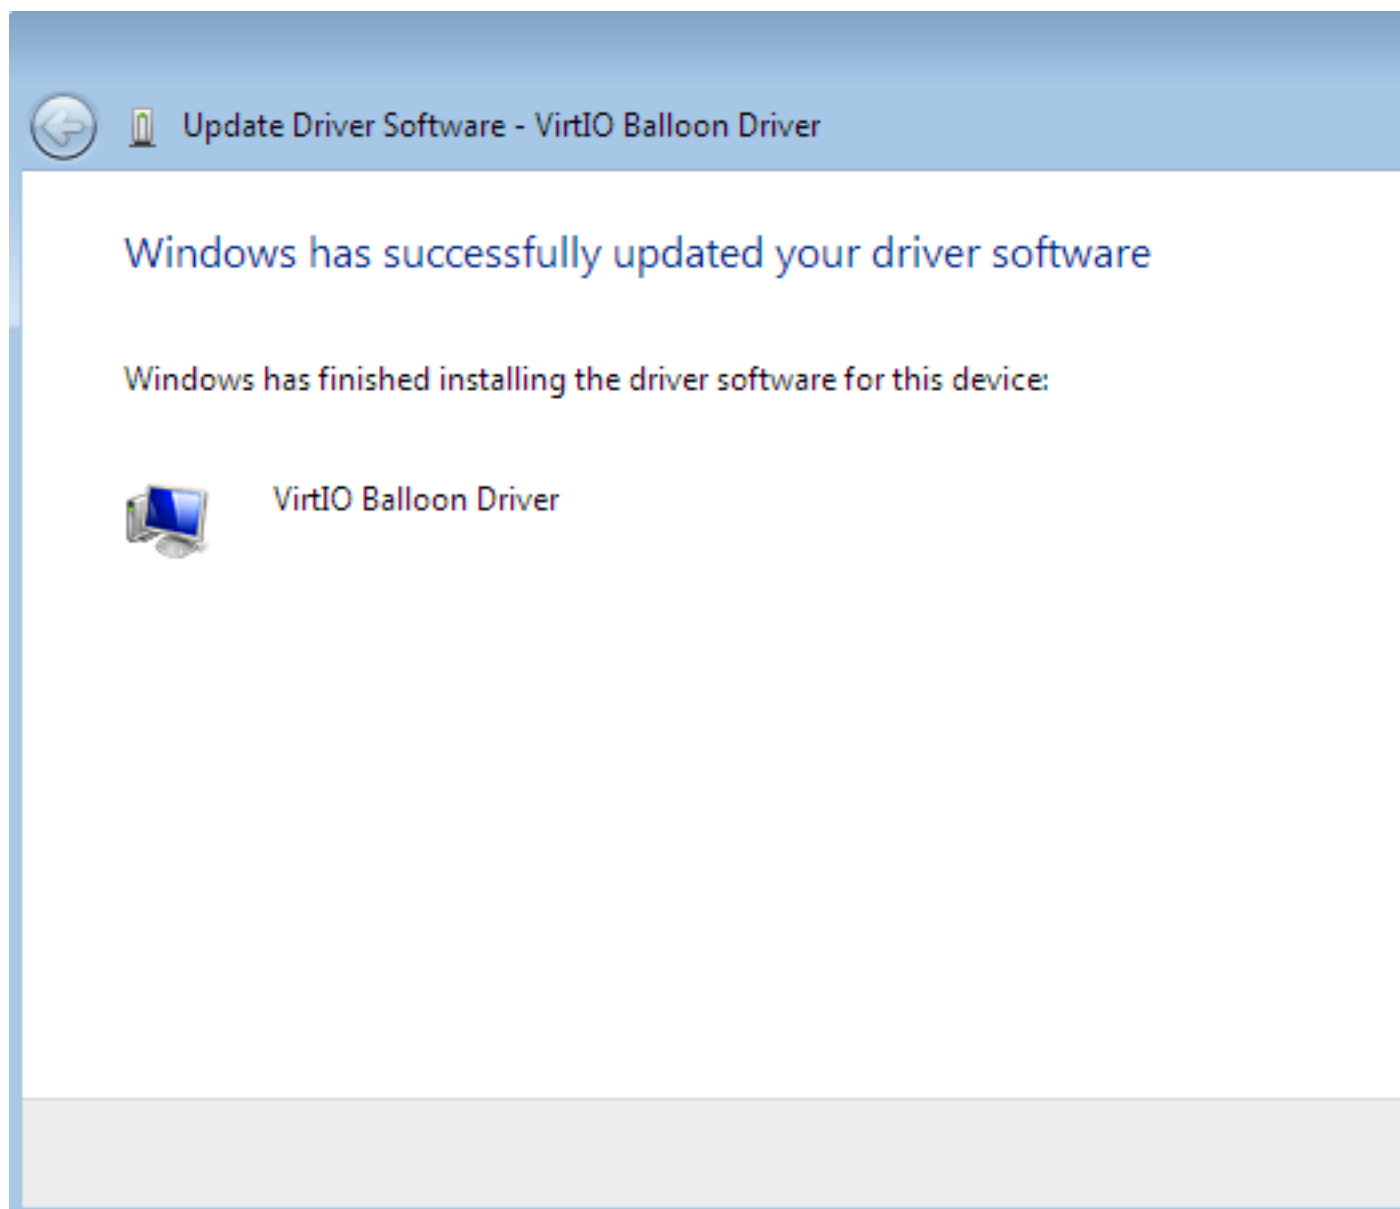 Update Driver Software - VirtIO Balloon Driver
Windows has successfully updated your driver software
Windows has finished installing the driver software for this device:
VirtIO Balloon Driver